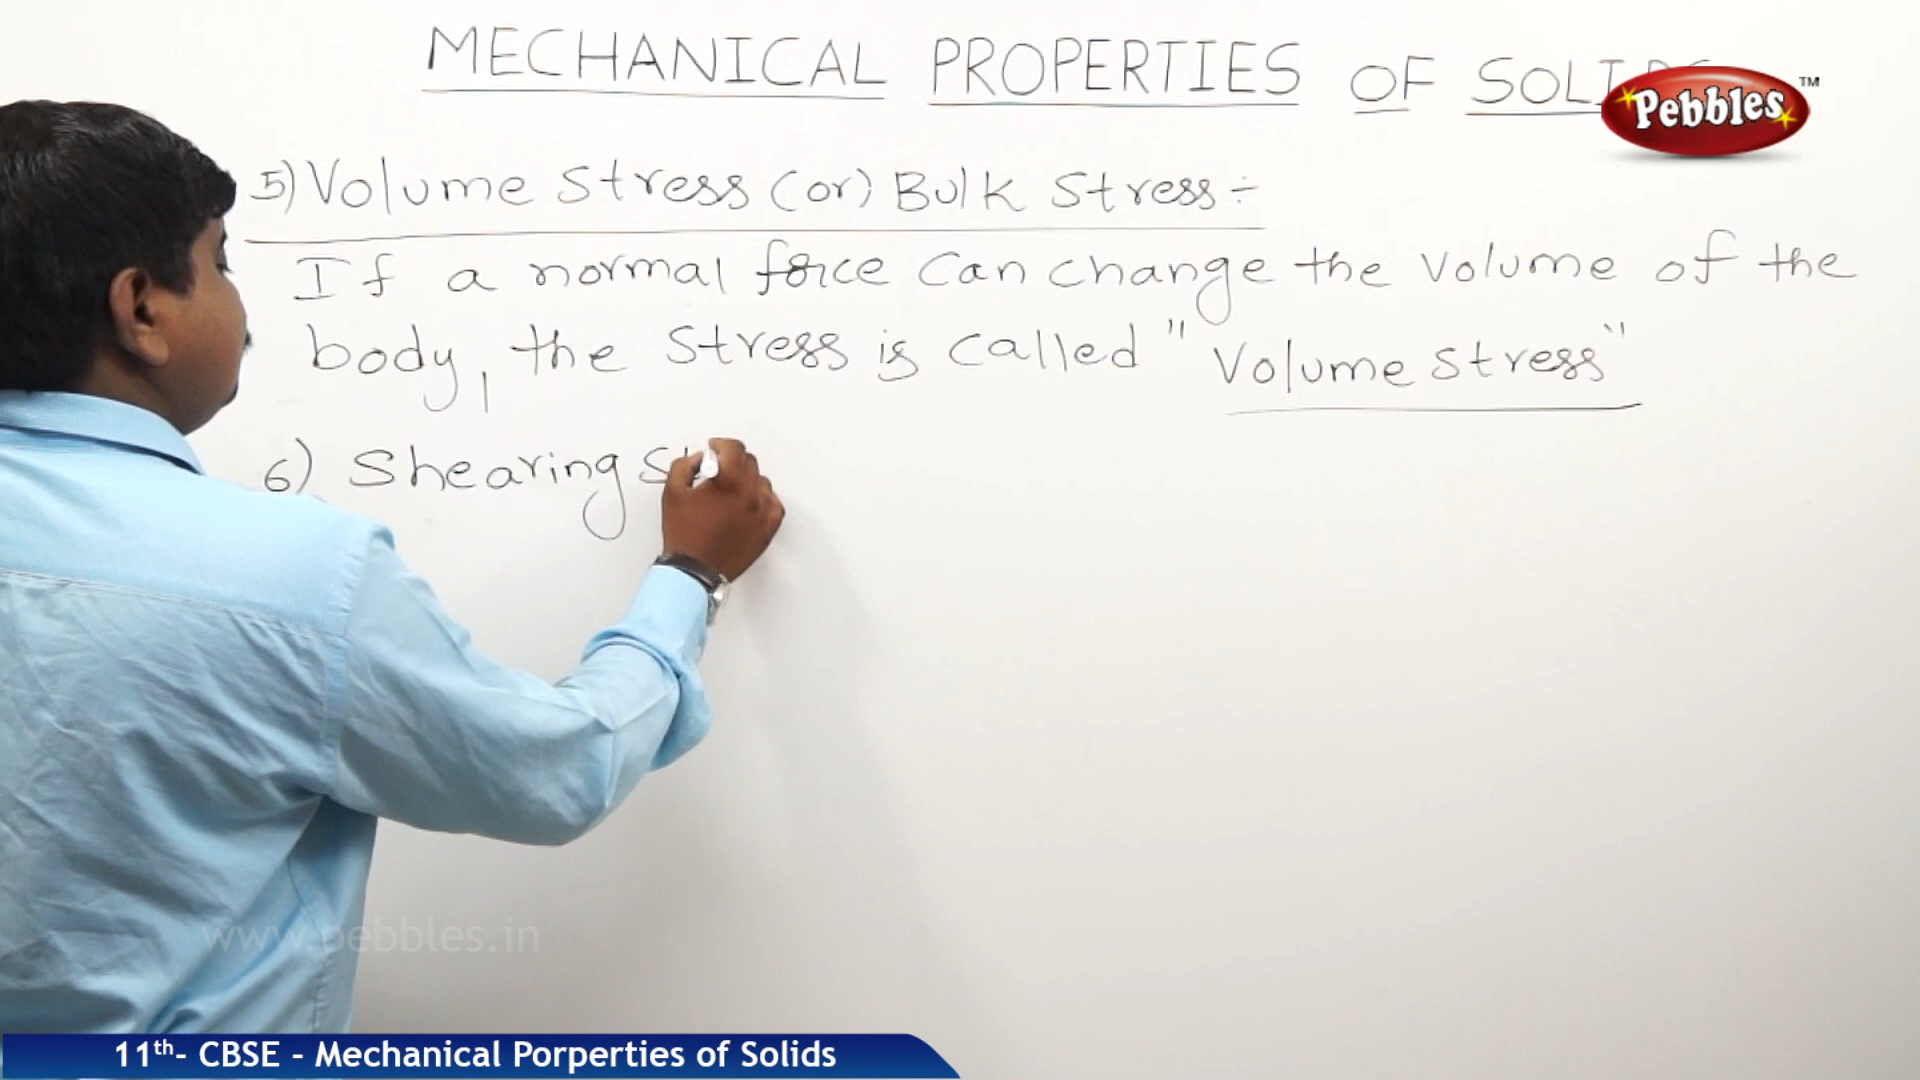 MECHANICAL PROPERTIES OF
Pebbles TM
5) Volume Stress (or) Bulk Stress :-
If a normal force can change the volume of the
body, the stress is called "Volume stress"
6) Shearing
www.pebbles.in
11th- CBSE - Mechanical Porperties of Solids